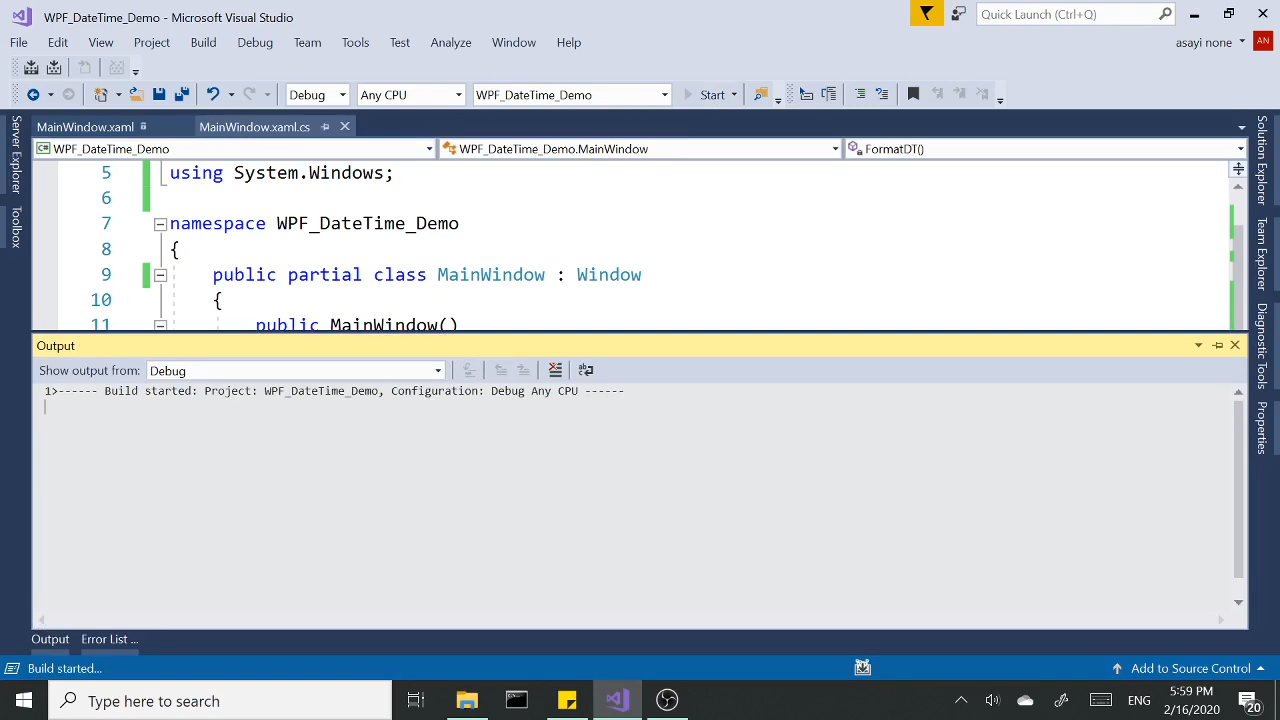 WPF_DateTime_Demo - Microsoft Visual Studio
Quick Launch (Ctrl+Q)
File Edit View Project Build Debug Team Tools Test Analyze Window Help
asayi none AN
Debug Any CPU WPF_DateTime_Demo Start
MainWindow.xaml MainWindow.xaml.cs
WPF_DateTime_Demo WPF_DateTime_Demo.MainWindow FormatDT()
Server Explorer
Toolbox
5 using System.Windows;
6
7 namespace WPF_DateTime_Demo
8 {
9 public partial class MainWindow : Window
10 {
11 public MainWindow()
Solution Explorer
Team Explorer
Diagnostic Tools
Properties
Output
Show output from: Debug
1>------ Build started: Project: WPF_DateTime_Demo, Configuration: Debug Any CPU ------
Output Error List ...
Build started... Add to Source Control
Type here to search
ENG
5:59 PM
2/16/2020
20